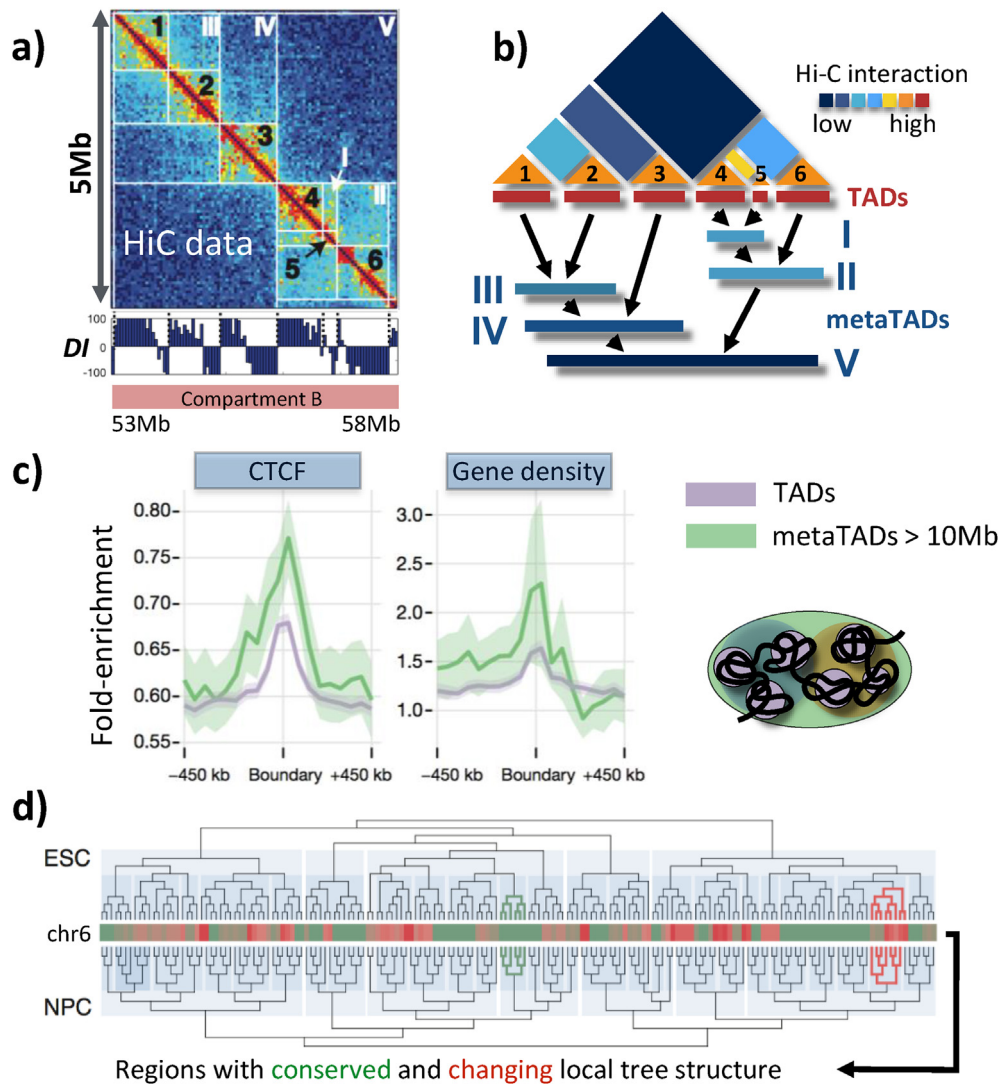 a)
5Mb
1
2
3
4
5
6
I
II
III
IV
V
HiC data
100
0
-100
DI
Compartment B
53Mb
58Mb
b)
Hi-C interaction
low high
1 2 3 4 5 6
TADs
I
II
III
IV
metaTADs
V
c)
CTCF
Gene density
Fold-enrichment
0.80
0.75
0.70
0.65
0.60
0.55
−450 kb Boundary +450 kb
3.0
2.5
2.0
1.5
1.0
−450 kb Boundary +450 kb
TADs
metaTADs > 10Mb
d)
ESC
chr6
NPC
Regions with conserved and changing local tree structure